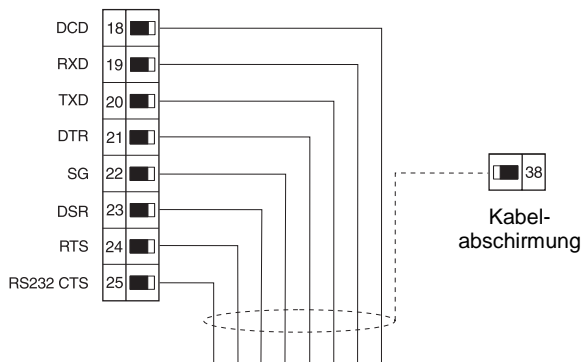 DCD 18
RXD 19
TXD 20
DTR 21
SG 22
DSR 23
RTS 24
RS232 CTS 25
38
Kabel-
abschirmung